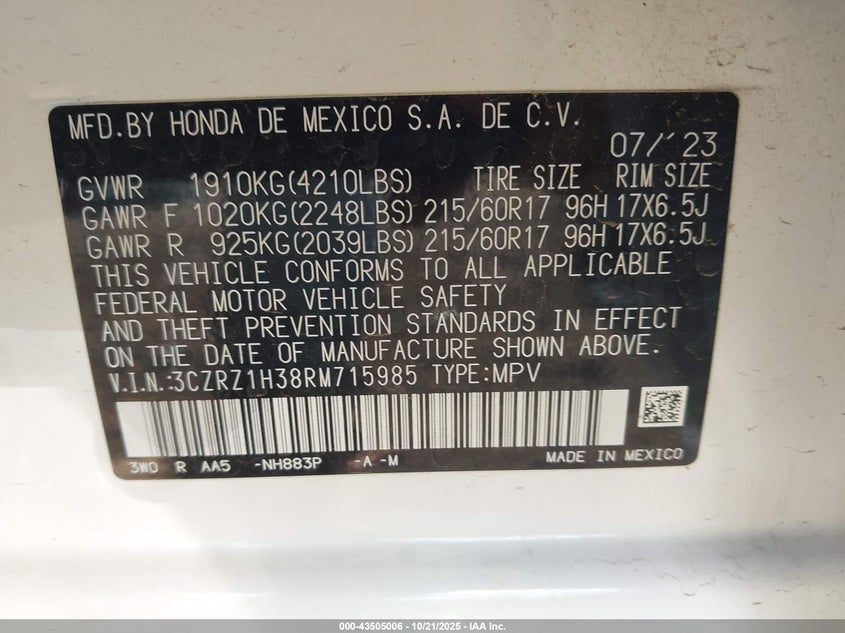 MFD.BY HONDA DE MEXICO S.A. DE C.V.
07/'23
GVWR 1910KG(4210LBS) TIRE SIZE RIM SIZE
GAWR F 1020KG(2248LBS) 215/60R17 96H 17X6.5J
GAWR R 925KG(2039LBS) 215/60R17 96H 17X6.5J
THIS VEHICLE CONFORMS TO ALL APPLICABLE
FEDERAL MOTOR VEHICLE SAFETY
AND THEFT PREVENTION STANDARDS IN EFFECT
ON THE DATE OF MANUFACTURE SHOWN ABOVE.
V.I.N.:3CZRZ1H38RM715985 TYPE:MPV
3W0 R AA5 -NH883P -A -M MADE IN MEXICO
000-43505006 - 10/21/2025 - IAA Inc.